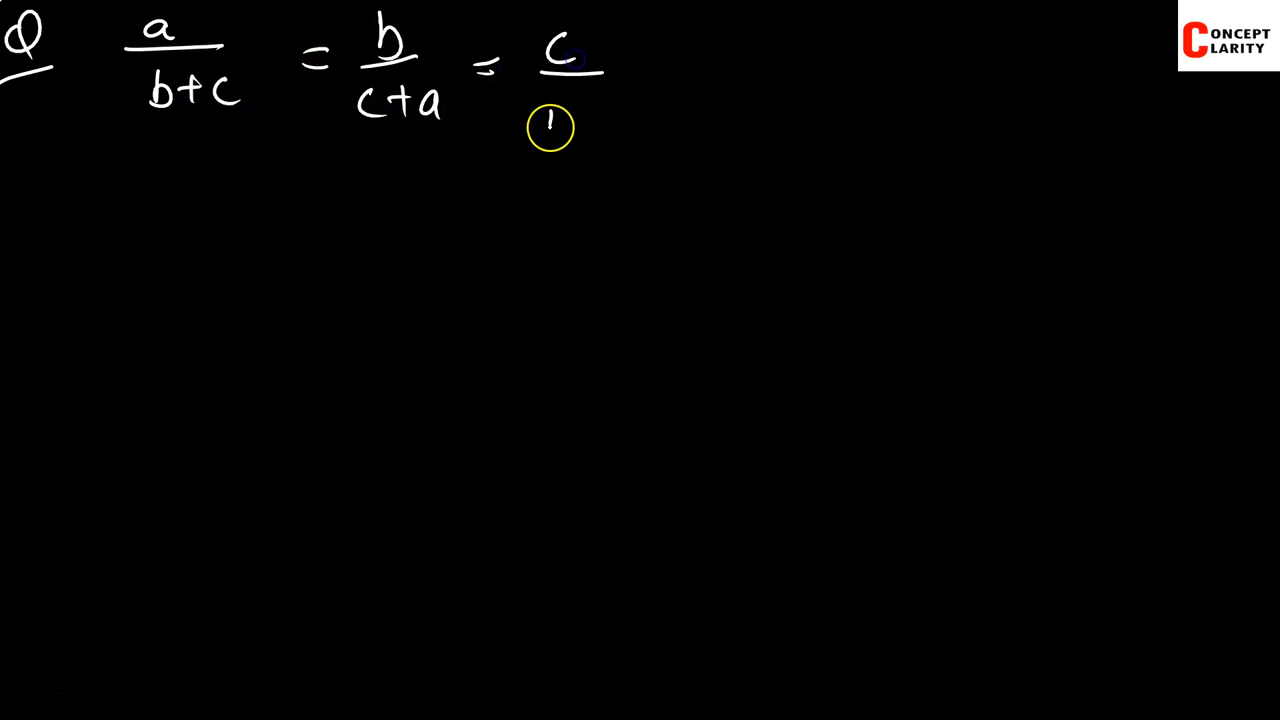 Q a/(b+c) = b/(c+a) = c/
CONCEPT
CLARITY